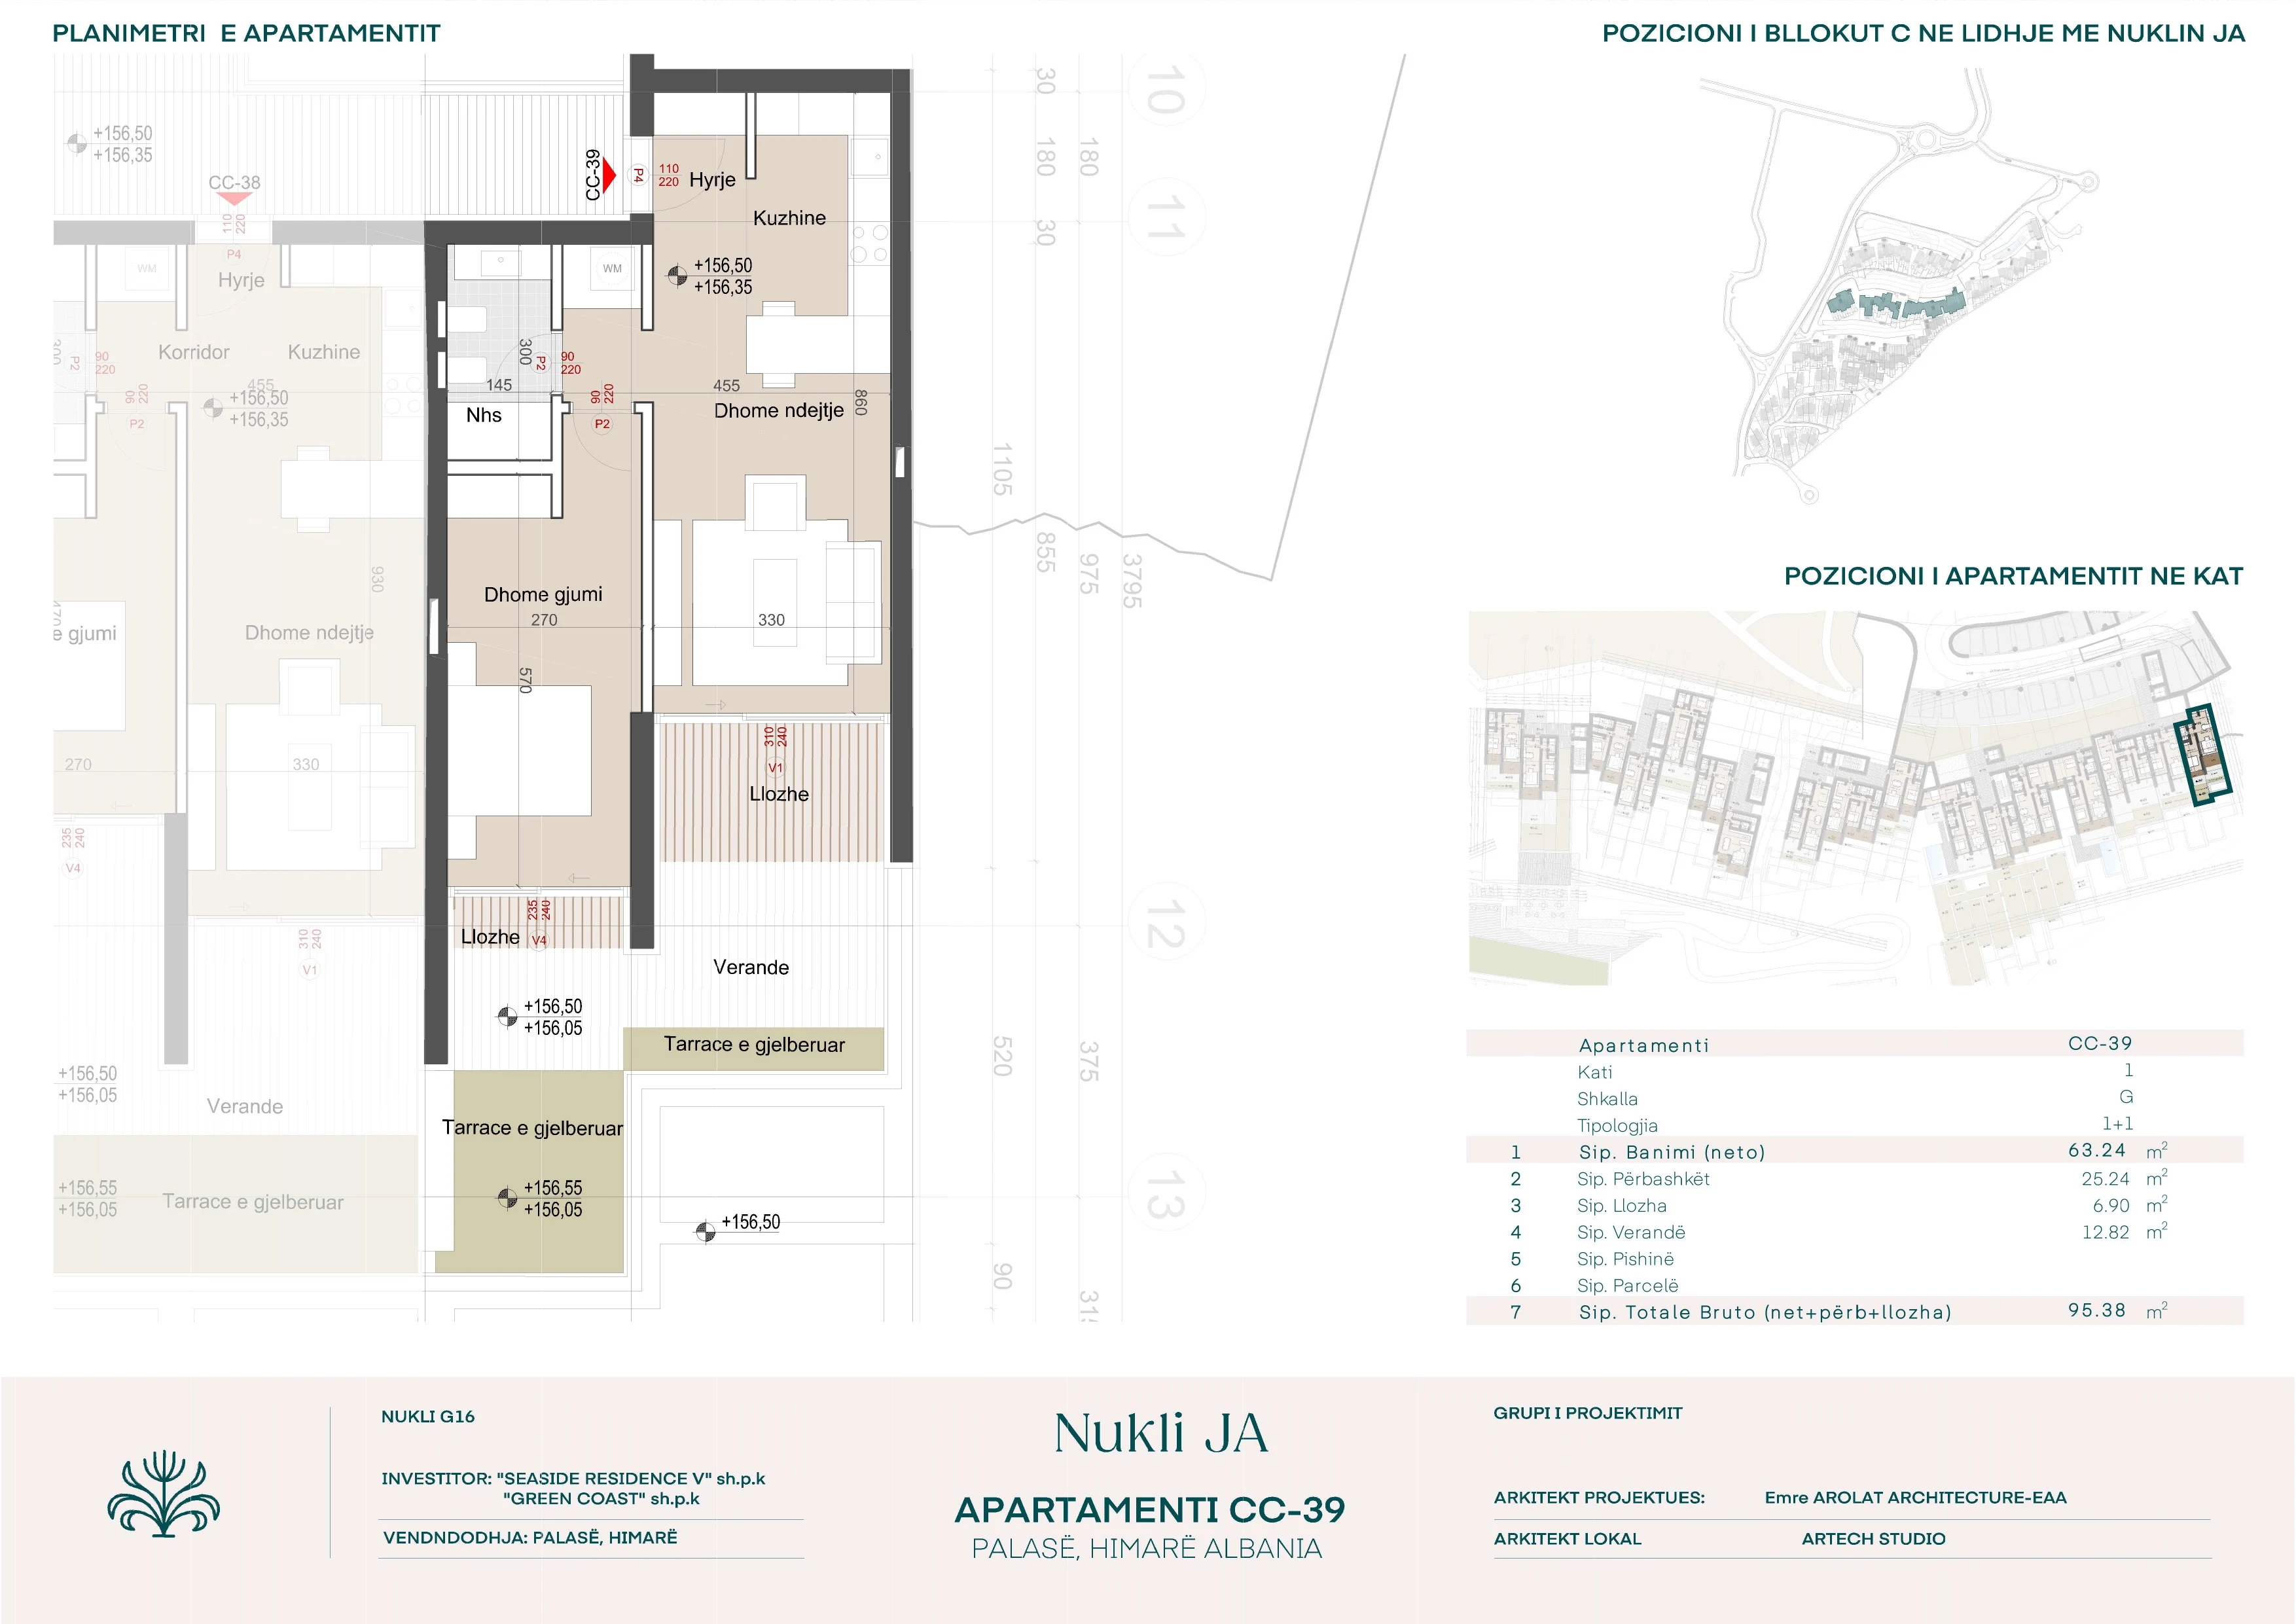 PLANIMETRI E APARTAMENTIT
POZICIONI I BLLOKUT C NE LIDHJE ME NUKLIN JA
+156,50
+156,35
CC-38
110
220
P4
Hyrje
WM
Korridor
Kuzhine
300
P2
90
220
90
220
P2
455
+156,50
+156,35
930
e gjumi
Dhome ndejtje
270
330
235
240
V4
310
240
V1
+156,50
+156,05
Verande
+156,55
+156,05
Tarrace e gjelberuar
CC-39
P4
110
220
Hyrje
Kuzhine
+156,50
+156,35
WM
300
P2
90
220
145
Nhs
90
220
P2
455
860
Dhome ndejtje
Dhome gjumi
270
330
570
310
240
V1
Llozhe
235
240
Llozhe
V4
Verande
+156,50
+156,05
Tarrace e gjelberuar
Tarrace e gjelberuar
+156,55
+156,05
+156,50
30
180
180
30
1105
855
975
3795
520
375
90
10
11
12
13
POZICIONI I APARTAMENTIT NE KAT
Apartamenti CC-39
Kati 1
Shkalla G
Tipologjia 1+1
1 Sip. Banimi (neto) 63.24 m²
2 Sip. Përbashkët 25.24 m²
3 Sip. Llozha 6.90 m²
4 Sip. Verandë 12.82 m²
5 Sip. Pishinë
6 Sip. Parcelë
7 Sip. Totale Bruto (net+përb+llozha) 95.38 m²
NUKLI G16
INVESTITOR: "SEASIDE RESIDENCE V" sh.p.k
"GREEN COAST" sh.p.k
VENDNDODHJA: PALASË, HIMARË
Nukli JA
APARTAMENTI CC-39
PALASË, HIMARË ALBANIA
GRUPI I PROJEKTIMIT
ARKITEKT PROJEKTUES: Emre AROLAT ARCHITECTURE-EAA
ARKITEKT LOKAL ARTECH STUDIO